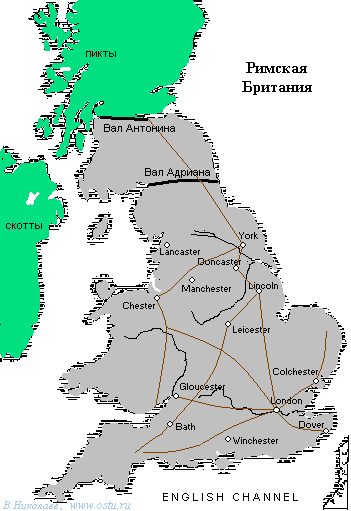 ПИКТЫ
Римская
Британия
Вал Антонина
Вал Адриана
СКОТТЫ
York
Lancaster
Doncaster
Manchester
Lincoln
Chester
Leicester
Colchester
Gloucester
London
Bath
Dover
Winchester
ENGLISH CHANNEL
В.Николаев, www.ostu.ru